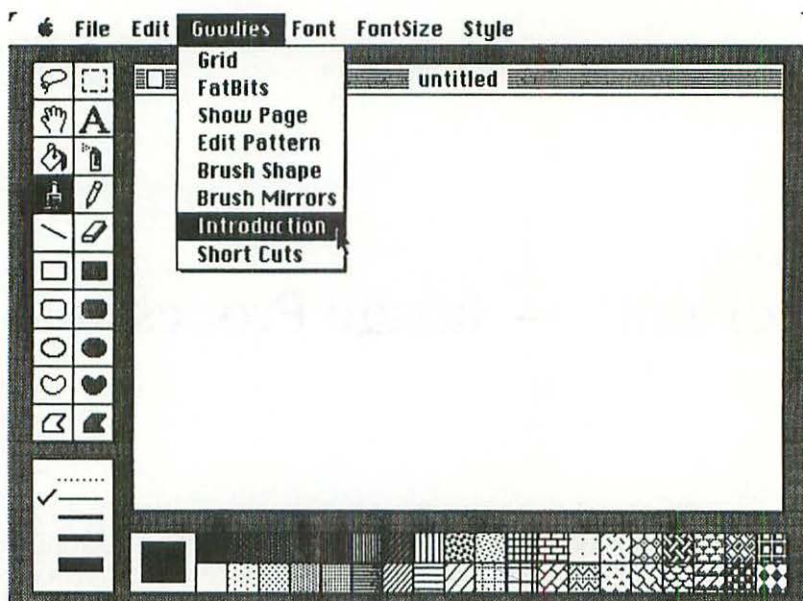 File Edit Goodies Font FontSize Style
untitled
Grid
FatBits
Show Page
Edit Pattern
Brush Shape
Brush Mirrors
Introduction
Short Cuts
A